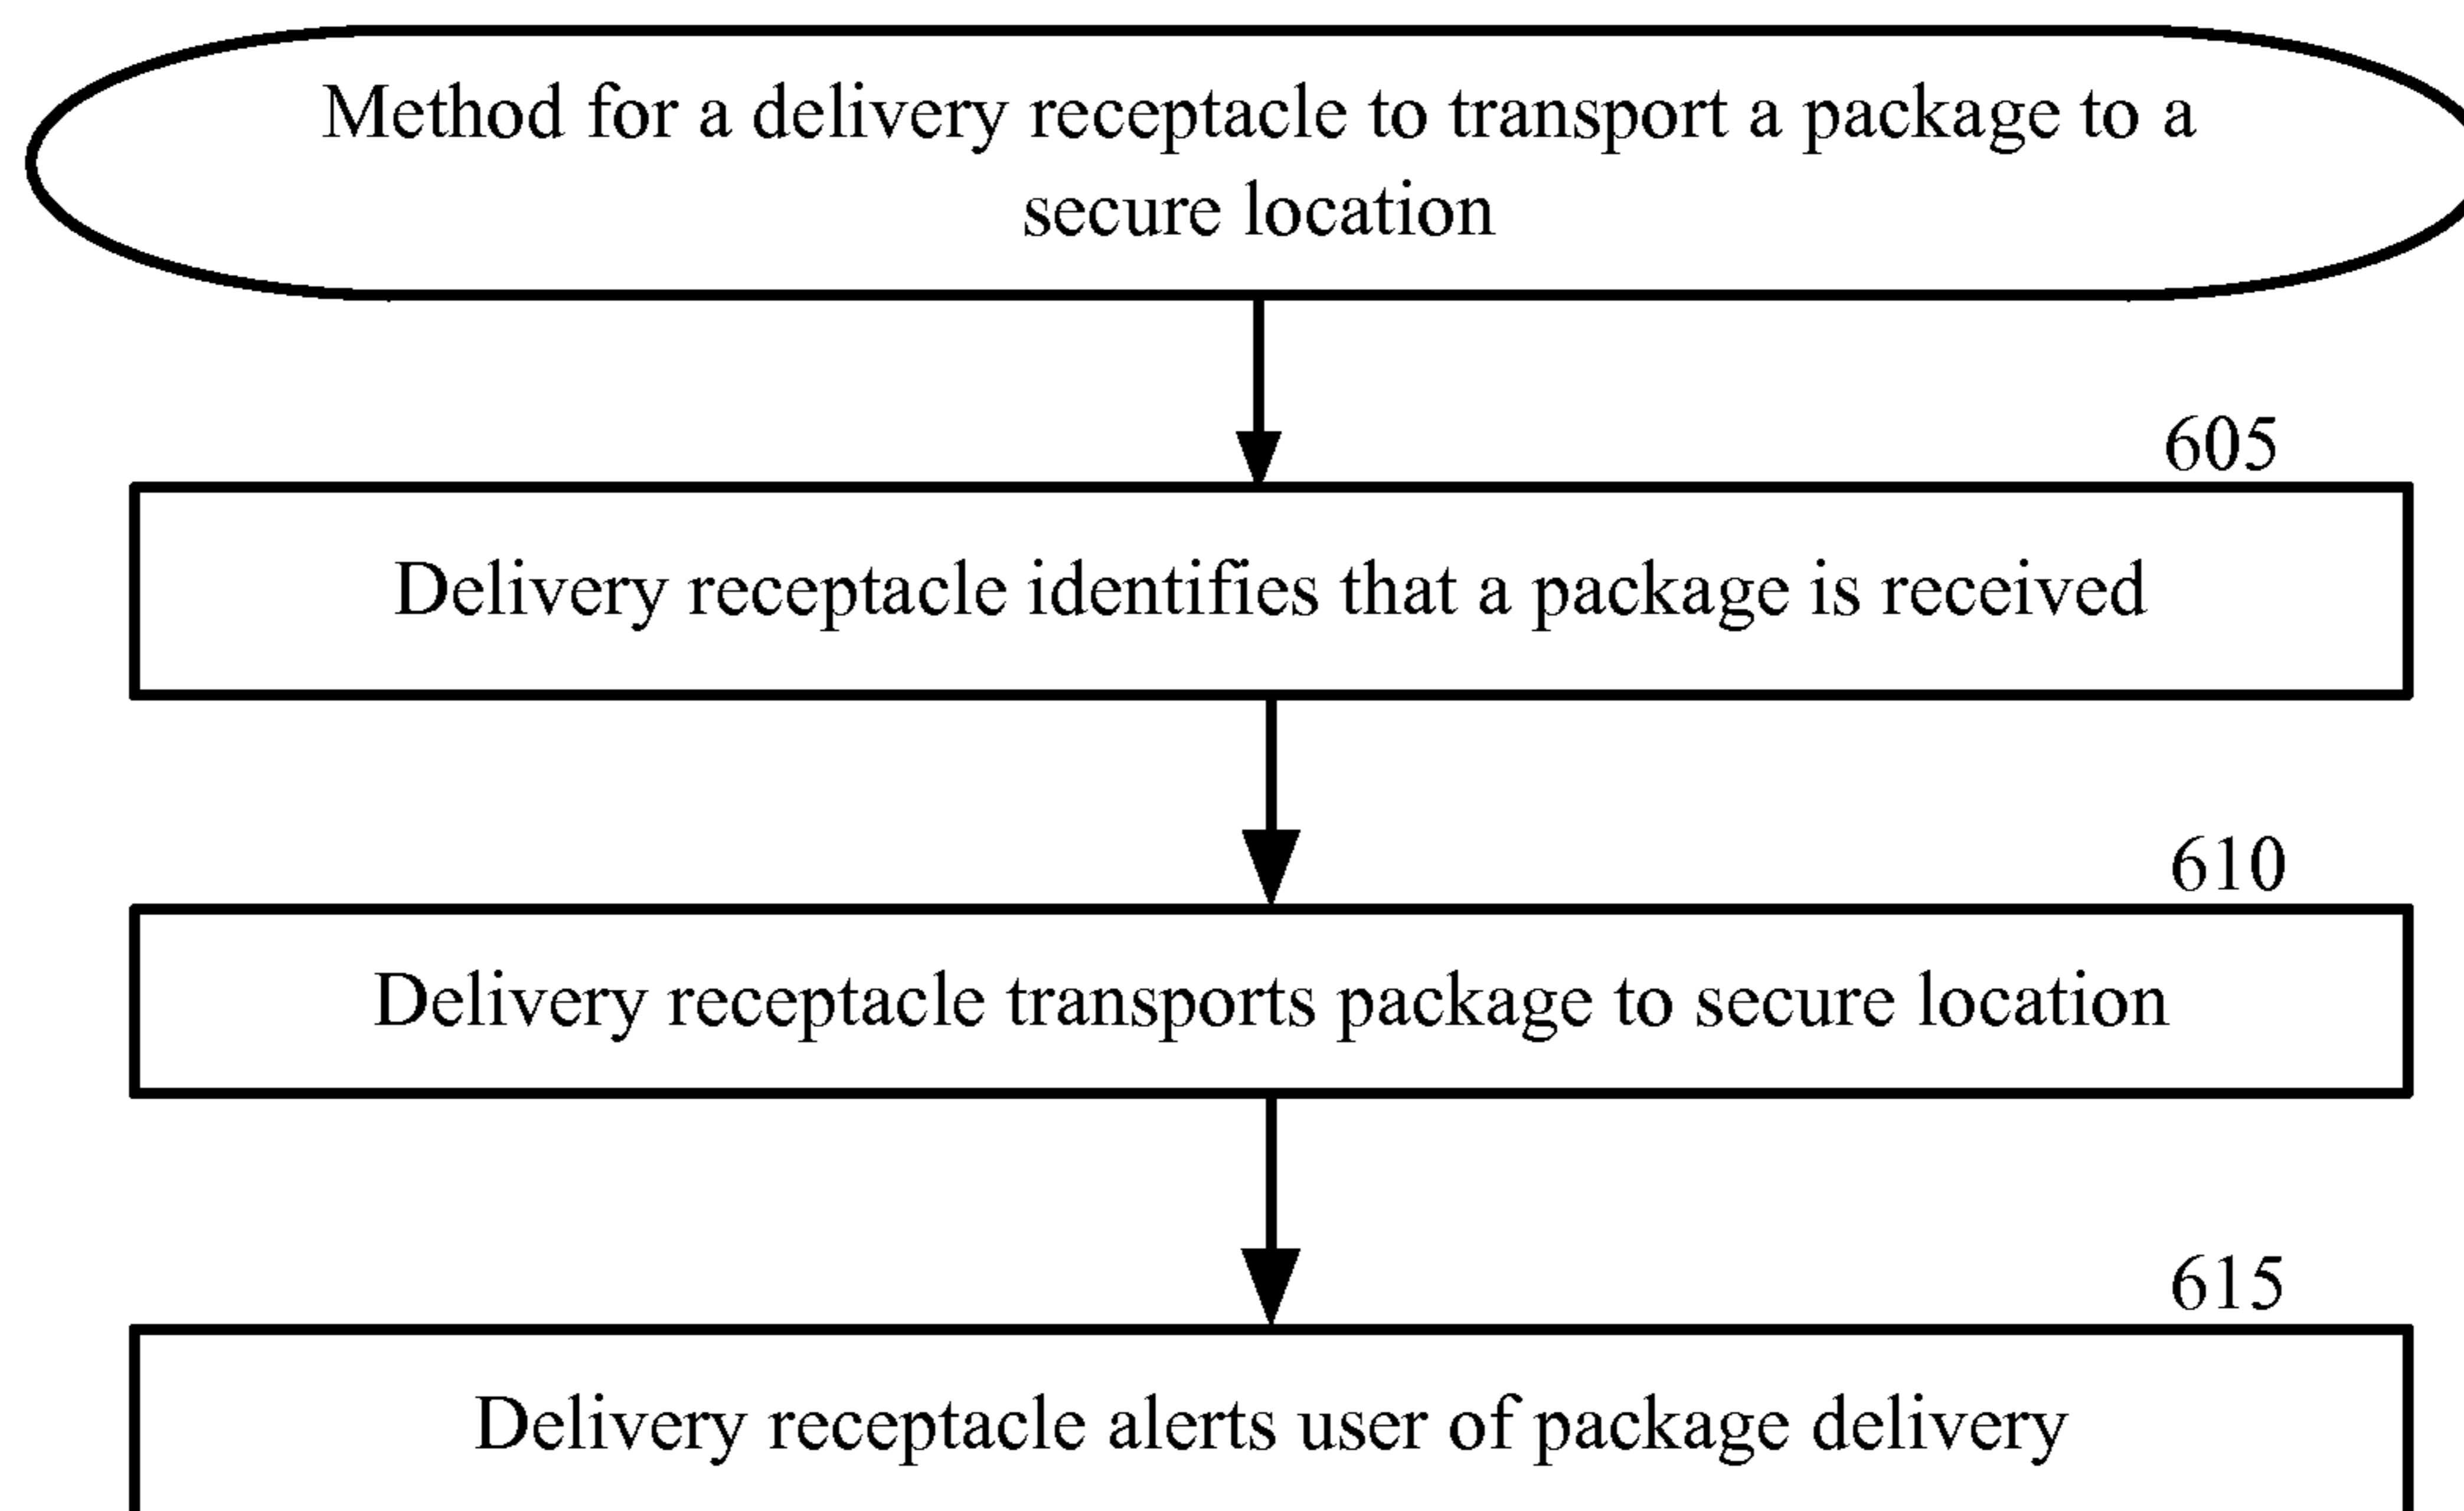 Method for a delivery receptacle to transport a package to a
secure location
605
Delivery receptacle identifies that a package is received
610
Delivery receptacle transports package to secure location
615
Delivery receptacle alerts user of package delivery